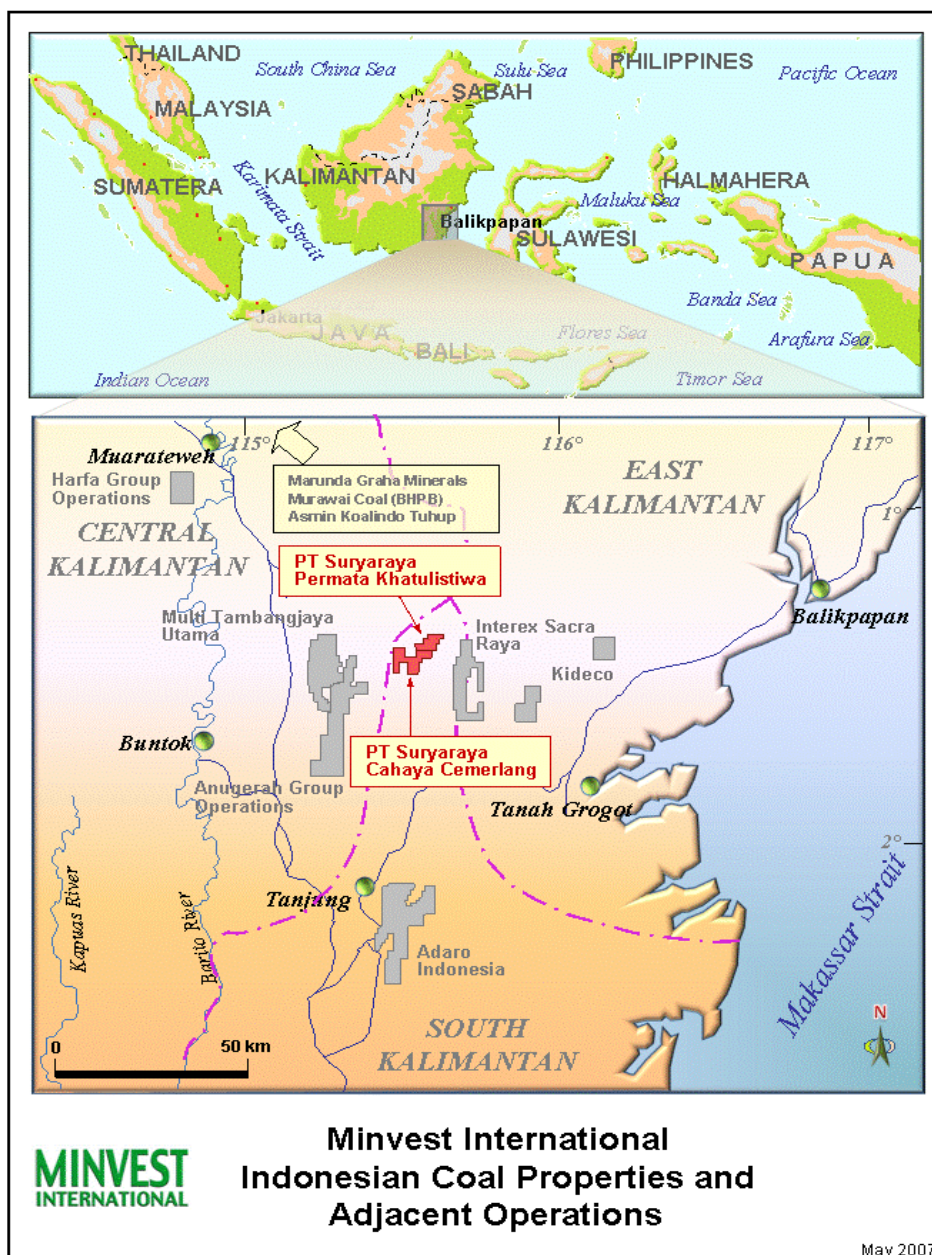 THAILAND
South China Sea
Sulu Sea
PHILIPPINES
Pacific Ocean
SABAH
MALAYSIA
KALIMANTAN
SUMATERA
Karimata Strait
HALMAHERA
Maluku Sea
Balikpapan
SULAWESI
PAPUA
Banda Sea
Jakarta
JAVA
Flores Sea
Arafura Sea
BALI
Indian Ocean
Timor Sea
115°
116°
117°
Muarateweh
Harfa Group
Operations
Marunda Graha Minerals
Murawai Coal (BHPB)
Asmin Koalindo Tuhup
EAST
KALIMANTAN
1°
CENTRAL
KALIMANTAN
PT Suryaraya
Permata Khatulistiwa
Balikpapan
Multi Tambangjaya
Utama
Interex Sacra
Raya
Kideco
Buntok
PT Suryaraya
Cahaya Cemerlang
Anugerah Group
Operations
Tanah Grogot
2°
Tanjung
Kapuas River
Barito River
Makassar Strait
Adaro
Indonesia
N
SOUTH
KALIMANTAN
0 50 km
MINVEST
INTERNATIONAL
Minvest International
Indonesian Coal Properties and
Adjacent Operations
May 2007